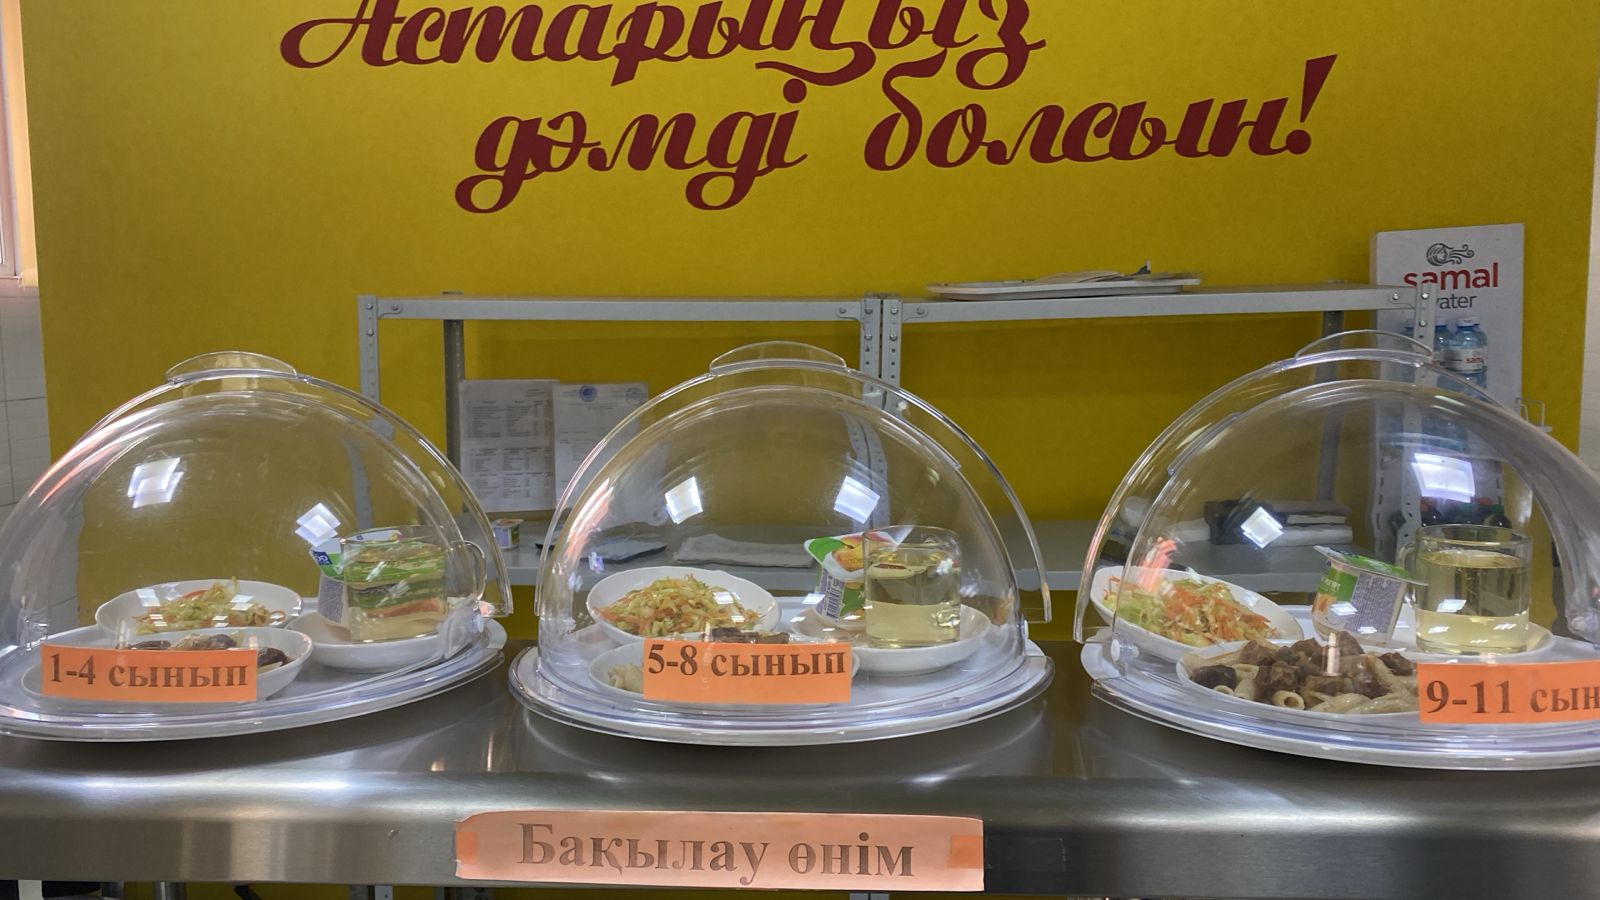 Астарыңыз
дәмді болсын!
samal
water
1-4 сынып
5-8 сынып
9-11 сын
Бақылау өнім